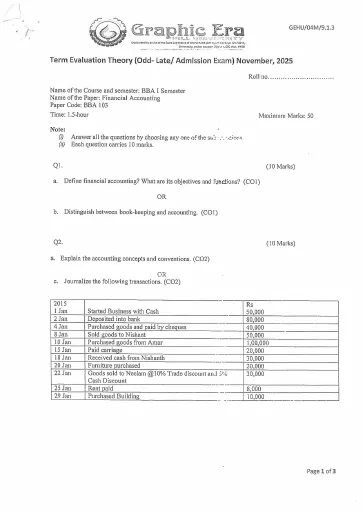 GEHU/04M/9.1.3
Graphic Era
HILL UNIVERSITY
Term Evaluation Theory (Odd- Late/ Admission Exam) November, 2025
Roll no.
Name of the Course and semester: BBA I Semester
Name of the Paper: Financial Accounting
Paper Code: BBA 103
Time: 1.5-hour Maximum Marks: 50
Note:
(i) Answer all the questions by choosing any one of the
(ii) Each question carries 10 marks.
Q1. (10 Marks)
a. Define financial accounting? What are its objectives and functions? (CO1)
OR
b. Distinguish between book-keeping and accounting. (CO1)
Q2. (10 Marks)
a. Explain the accounting concepts and conventions. (CO2)
OR
c. Journalize the following transactions. (CO2)
2015 Rs
1 Jan Started Business with Cash 50,000
2 Jan Deposited into bank 80,000
4 Jan Purchased goods and paid by cheques 40,000
8 Jan Sold goods to Nishant 50,000
10 Jan Purchased goods from Amar 1,00,000
15 Jan Paid carriage 20,000
18 Jan Received cash from Nishanth 30,000
20 Jan Furniture purchased 20,000
22 Jan Goods sold to Neelam @10% Trade discount and 5% Cash Discount 30,000
25 Jan Rent paid 8,000
29 Jan Purchased Building 10,000
Page 1 of 3